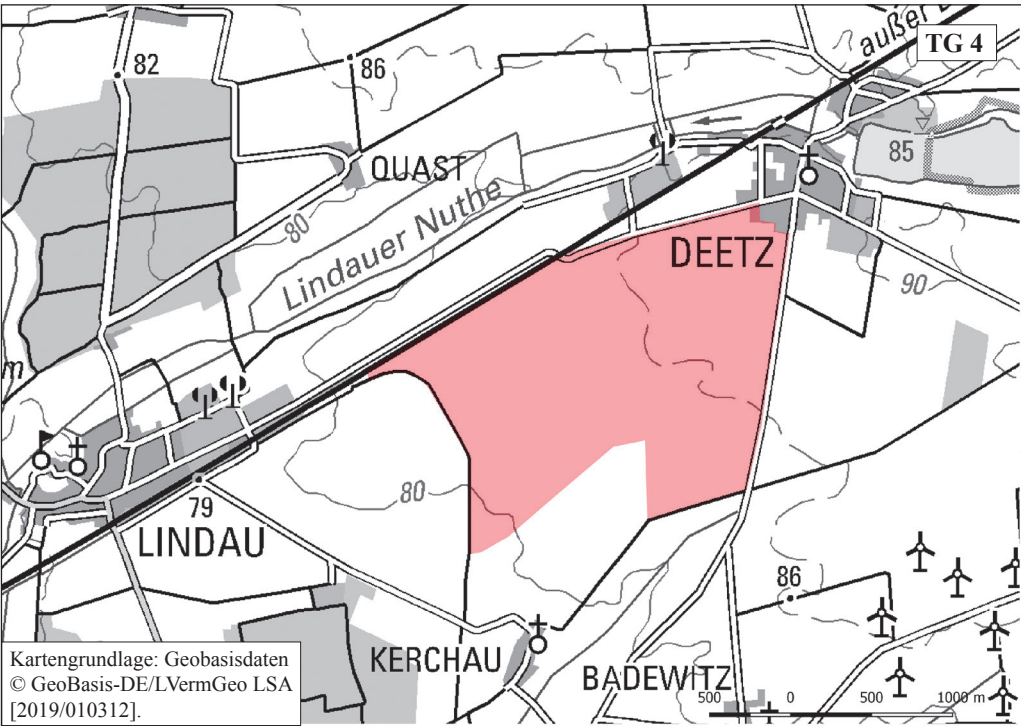 außer
TG 4
82
86
85
QUAST
80
Lindauer Nuthe
DEETZ
90
m
80
79
LINDAU
86
KERCHAU
BADEWITZ
500 0 500 1000 m
Kartengrundlage: Geobasisdaten
© GeoBasis-DE/LVermGeo LSA
[2019/010312].